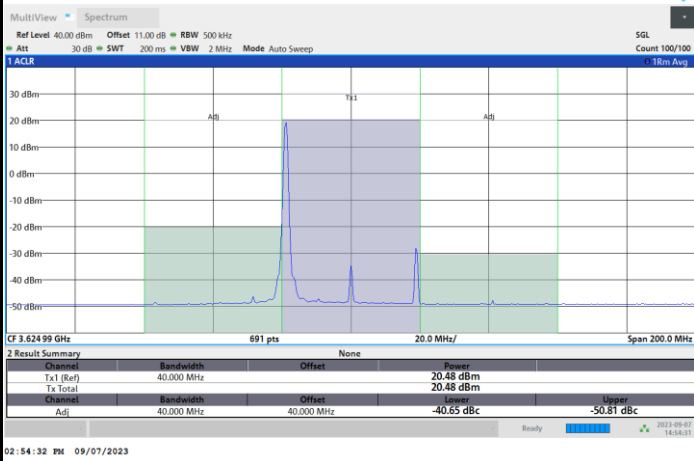 MultiView Spectrum
Ref Level 40.00 dBm Offset 11.00 dB RBW 500 kHz SGL
Att 30 dB SWT 200 ms VBW 2 MHz Mode Auto Sweep Count 100/100
1 ACLR 1Rm Avg
30 dBm
Tx1
20 dBm
Adj Adj
10 dBm
0 dBm
-10 dBm
-20 dBm
-30 dBm
-40 dBm
-50 dBm
CF 3.624 99 GHz 691 pts 20.0 MHz/ Span 200.0 MHz
2 Result Summary None
Channel Bandwidth Offset Power
Tx1 (Ref) 40.000 MHz 20.48 dBm
Tx Total 20.48 dBm
Channel Bandwidth Offset Lower Upper
Adj 40.000 MHz 40.000 MHz -40.65 dBc -50.81 dBc
Ready 2023-09-07
14:54:31
02:54:32 PM 09/07/2023